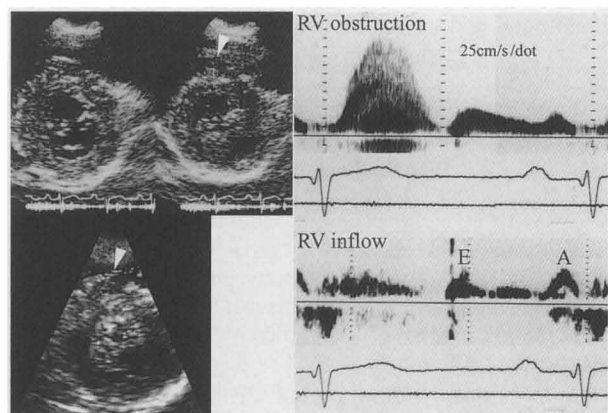 RV obstruction
25cm/s/dot
RV inflow
E
A